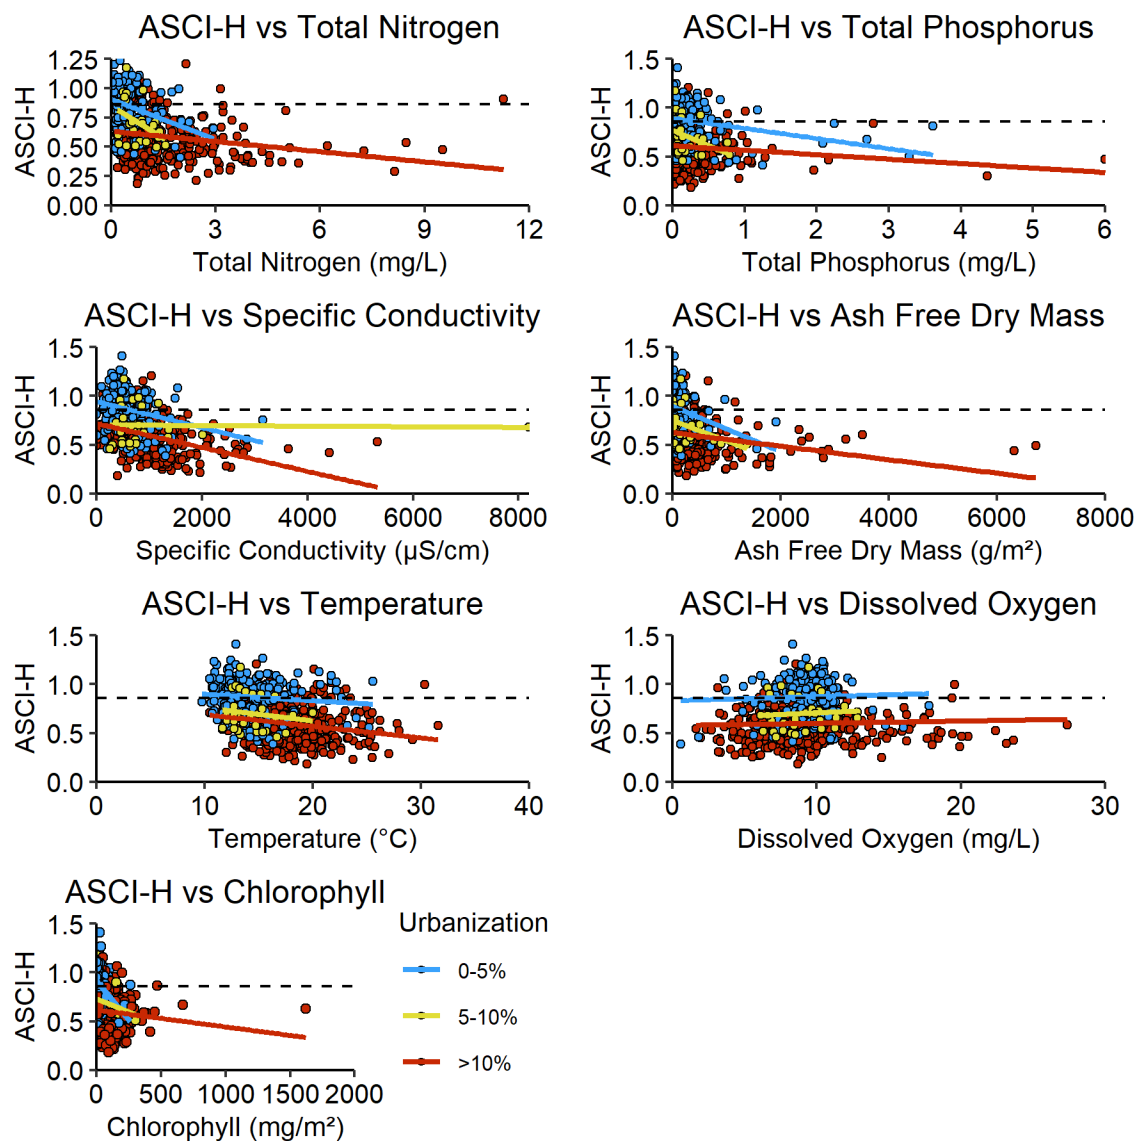 ASCI-H vs Total Nitrogen
1.25
1.00
0.75
0.50
0.25
0.00
ASCI-H
0 3 6 9 12
Total Nitrogen (mg/L)
ASCI-H vs Total Phosphorus
1.5
1.0
0.5
0.0
ASCI-H
0 1 2 3 4 5 6
Total Phosphorus (mg/L)
ASCI-H vs Specific Conductivity
1.5
1.0
0.5
0.0
ASCI-H
0 2000 4000 6000 8000
Specific Conductivity (µS/cm)
ASCI-H vs Ash Free Dry Mass
1.5
1.0
0.5
0.0
ASCI-H
0 2000 4000 6000 8000
Ash Free Dry Mass (g/m²)
ASCI-H vs Temperature
1.5
1.0
0.5
0.0
ASCI-H
0 10 20 30 40
Temperature (°C)
ASCI-H vs Dissolved Oxygen
1.5
1.0
0.5
0.0
ASCI-H
0 10 20 30
Dissolved Oxygen (mg/L)
ASCI-H vs Chlorophyll
1.5
1.0
0.5
0.0
ASCI-H
0 500 1000 1500 2000
Chlorophyll (mg/m²)
Urbanization
0-5%
5-10%
>10%